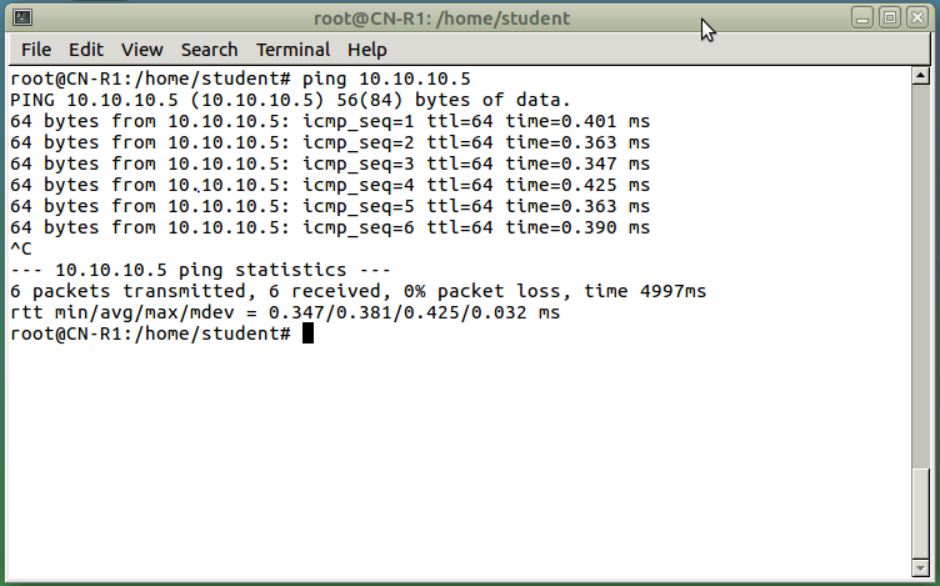 root@CN-R1: /home/student
File Edit View Search Terminal Help
root@CN-R1:/home/student# ping 10.10.10.5
PING 10.10.10.5 (10.10.10.5) 56(84) bytes of data.
64 bytes from 10.10.10.5: icmp_seq=1 ttl=64 time=0.401 ms
64 bytes from 10.10.10.5: icmp_seq=2 ttl=64 time=0.363 ms
64 bytes from 10.10.10.5: icmp_seq=3 ttl=64 time=0.347 ms
64 bytes from 10.10.10.5: icmp_seq=4 ttl=64 time=0.425 ms
64 bytes from 10.10.10.5: icmp_seq=5 ttl=64 time=0.363 ms
64 bytes from 10.10.10.5: icmp_seq=6 ttl=64 time=0.390 ms
^C
--- 10.10.10.5 ping statistics ---
6 packets transmitted, 6 received, 0% packet loss, time 4997ms
rtt min/avg/max/mdev = 0.347/0.381/0.425/0.032 ms
root@CN-R1:/home/student#